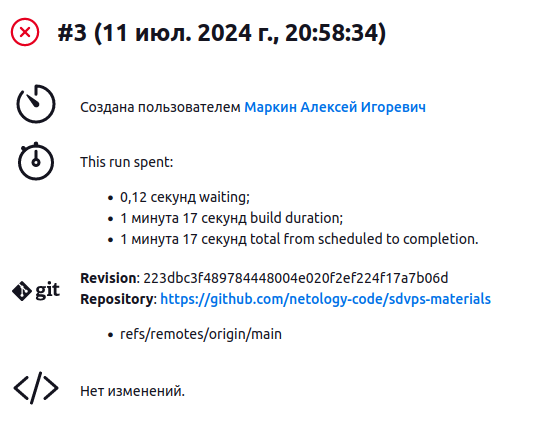 #3 (11 июл. 2024 г., 20:58:34)
Создана пользователем Маркин Алексей Игоревич
This run spent:
0,12 секунд waiting;
1 минута 17 секунд build duration;
1 минута 17 секунд total from scheduled to completion.
git
Revision: 223dbc3f489784448004e020f2ef224f17a7b06d
Repository: https://github.com/netology-code/sdvps-materials
refs/remotes/origin/main
Нет изменений.